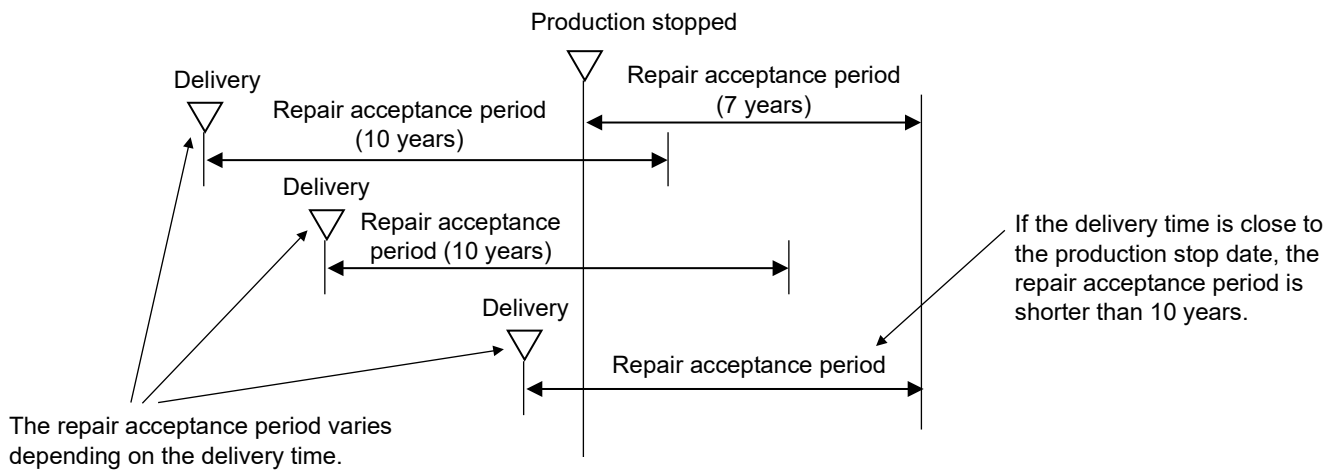 Production stopped
Delivery
Repair acceptance period
(10 years)
Repair acceptance period
(7 years)
Delivery
Repair acceptance
period (10 years)
If the delivery time is close to
the production stop date, the
repair acceptance period is
shorter than 10 years.
Delivery
Repair acceptance period
The repair acceptance period varies
depending on the delivery time.